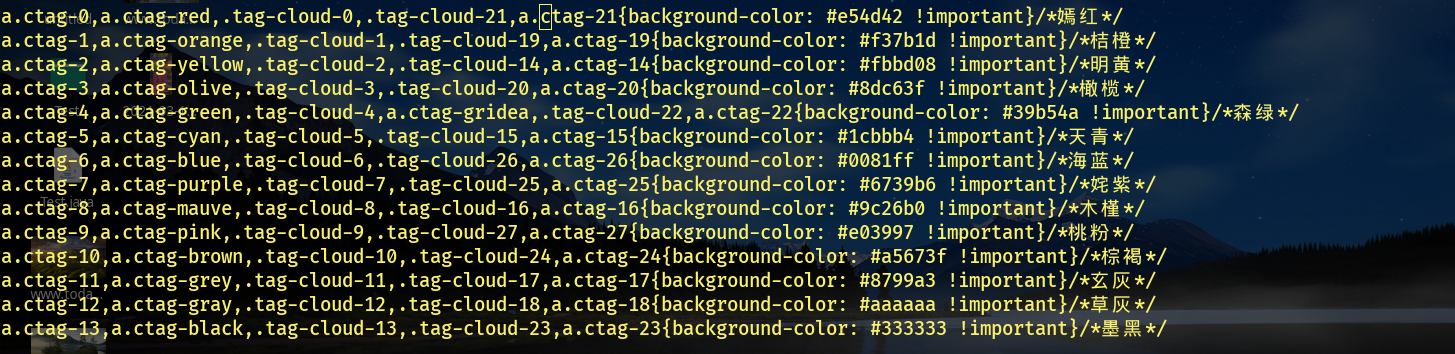 a.ctag-0,a.ctag-red,.tag-cloud-0,.tag-cloud-21,a.ctag-21{background-color: #e54d42 !important}/*嫣红*/
a.ctag-1,a.ctag-orange,.tag-cloud-1,.tag-cloud-19,a.ctag-19{background-color: #f37b1d !important}/*桔橙*/
a.ctag-2,a.ctag-yellow,.tag-cloud-2,.tag-cloud-14,a.ctag-14{background-color: #fbbd08 !important}/*明黄*/
a.ctag-3,a.ctag-olive,.tag-cloud-3,.tag-cloud-20,a.ctag-20{background-color: #8dc63f !important}/*橄榄*/
a.ctag-4,a.ctag-green,.tag-cloud-4,a.ctag-gridea,.tag-cloud-22,a.ctag-22{background-color: #39b54a !important}/*森绿*/
a.ctag-5,a.ctag-cyan,.tag-cloud-5,.tag-cloud-15,a.ctag-15{background-color: #1cbbb4 !important}/*天青*/
a.ctag-6,a.ctag-blue,.tag-cloud-6,.tag-cloud-26,a.ctag-26{background-color: #0081ff !important}/*海蓝*/
a.ctag-7,a.ctag-purple,.tag-cloud-7,.tag-cloud-25,a.ctag-25{background-color: #6739b6 !important}/*姹紫*/
a.ctag-8,a.ctag-mauve,.tag-cloud-8,.tag-cloud-16,a.ctag-16{background-color: #9c26b0 !important}/*木槿*/
a.ctag-9,a.ctag-pink,.tag-cloud-9,.tag-cloud-27,a.ctag-27{background-color: #e03997 !important}/*桃粉*/
a.ctag-10,a.ctag-brown,.tag-cloud-10,.tag-cloud-24,a.ctag-24{background-color: #a5673f !important}/*棕褐*/
a.ctag-11,a.ctag-grey,.tag-cloud-11,.tag-cloud-17,a.ctag-17{background-color: #8799a3 !important}/*玄灰*/
a.ctag-12,a.ctag-gray,.tag-cloud-12,.tag-cloud-18,a.ctag-18{background-color: #aaaaaa !important}/*草灰*/
a.ctag-13,a.ctag-black,.tag-cloud-13,.tag-cloud-23,a.ctag-23{background-color: #333333 !important}/*墨黑*/